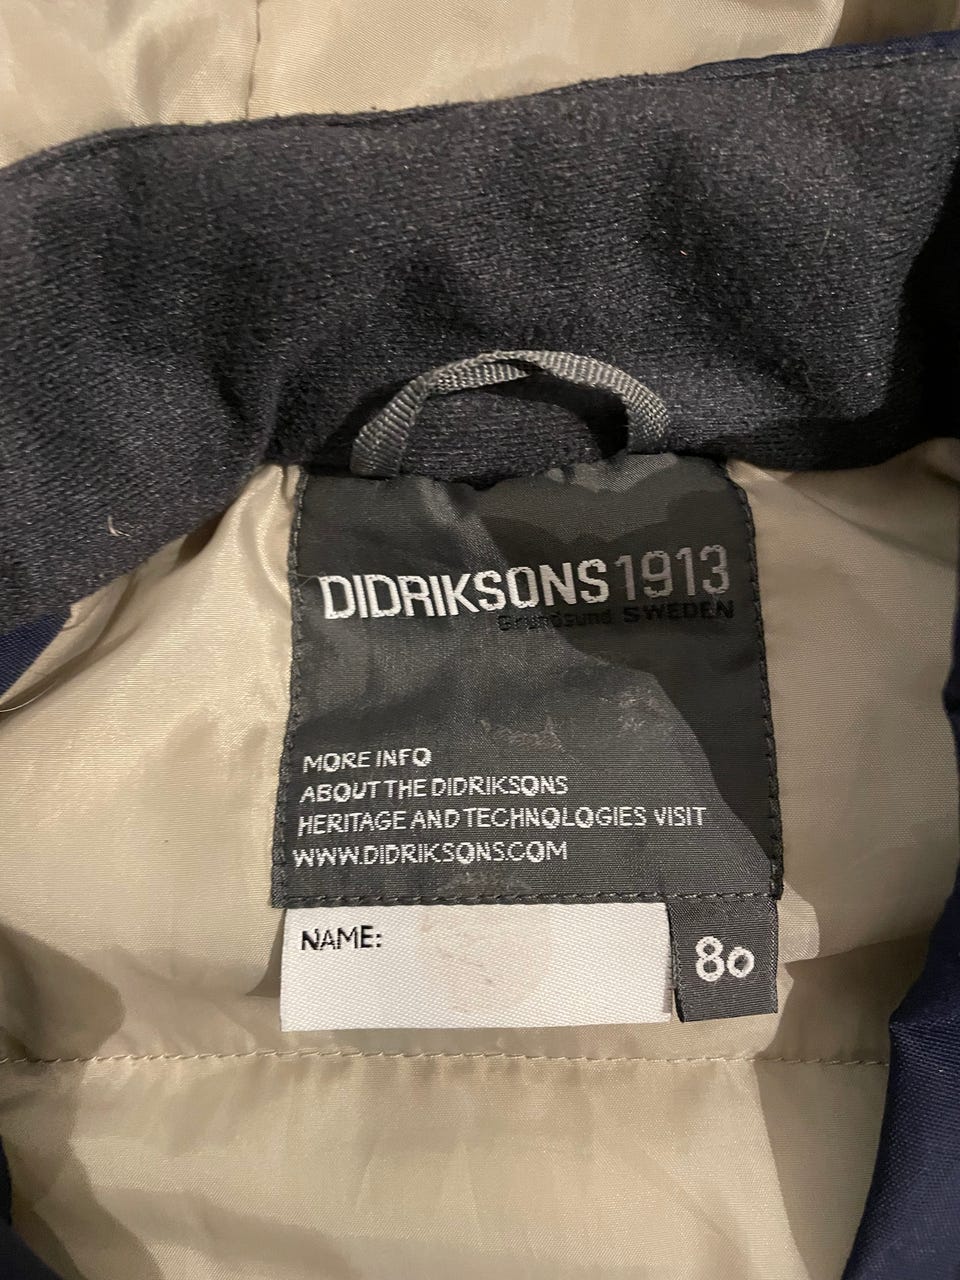 DIDRIKSONS1913
Grundsund SWEDEN
MORE INFO
ABOUT THE DIDRIKSONS
HERITAGE AND TECHNOLOGIES VISIT
WWW.DIDRIKSONS.COM
NAME:
80